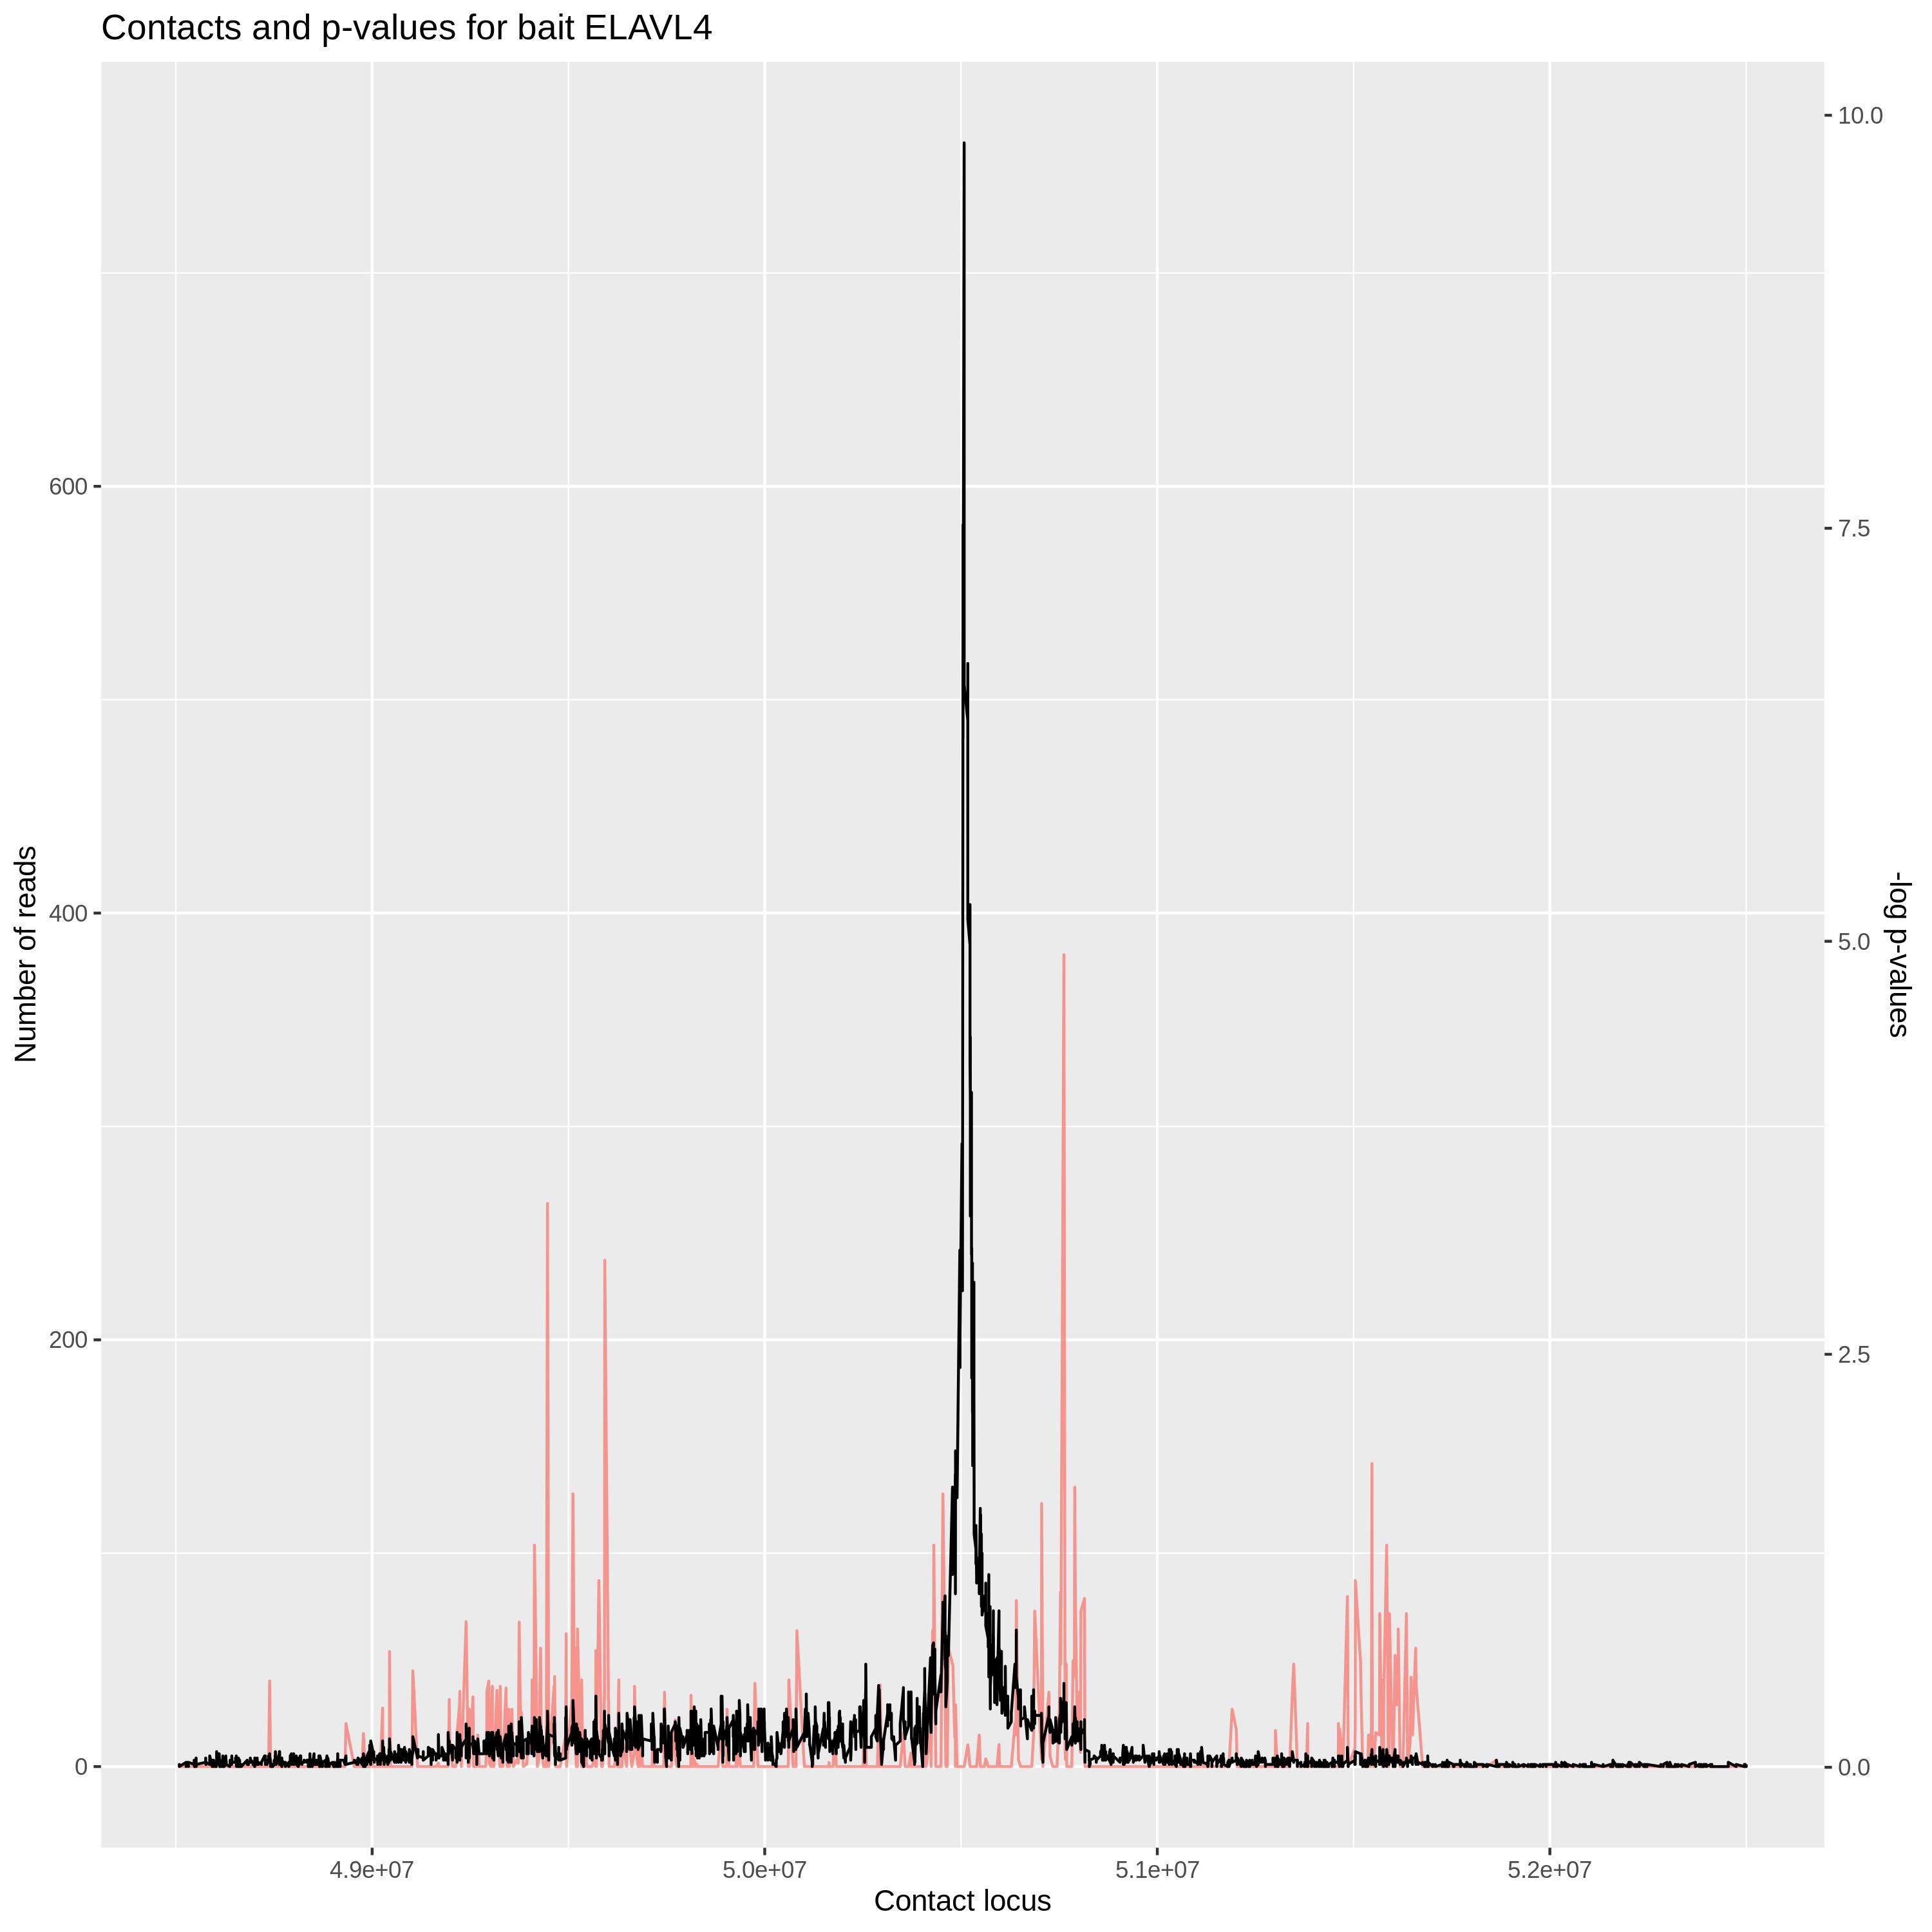 Contacts and p-values for bait ELAVL4
10.0
600
7.5
Number of reads
-log p-values
400
5.0
200
2.5
0
0.0
4.9e+07
5.0e+07
5.1e+07
5.2e+07
Contact locus